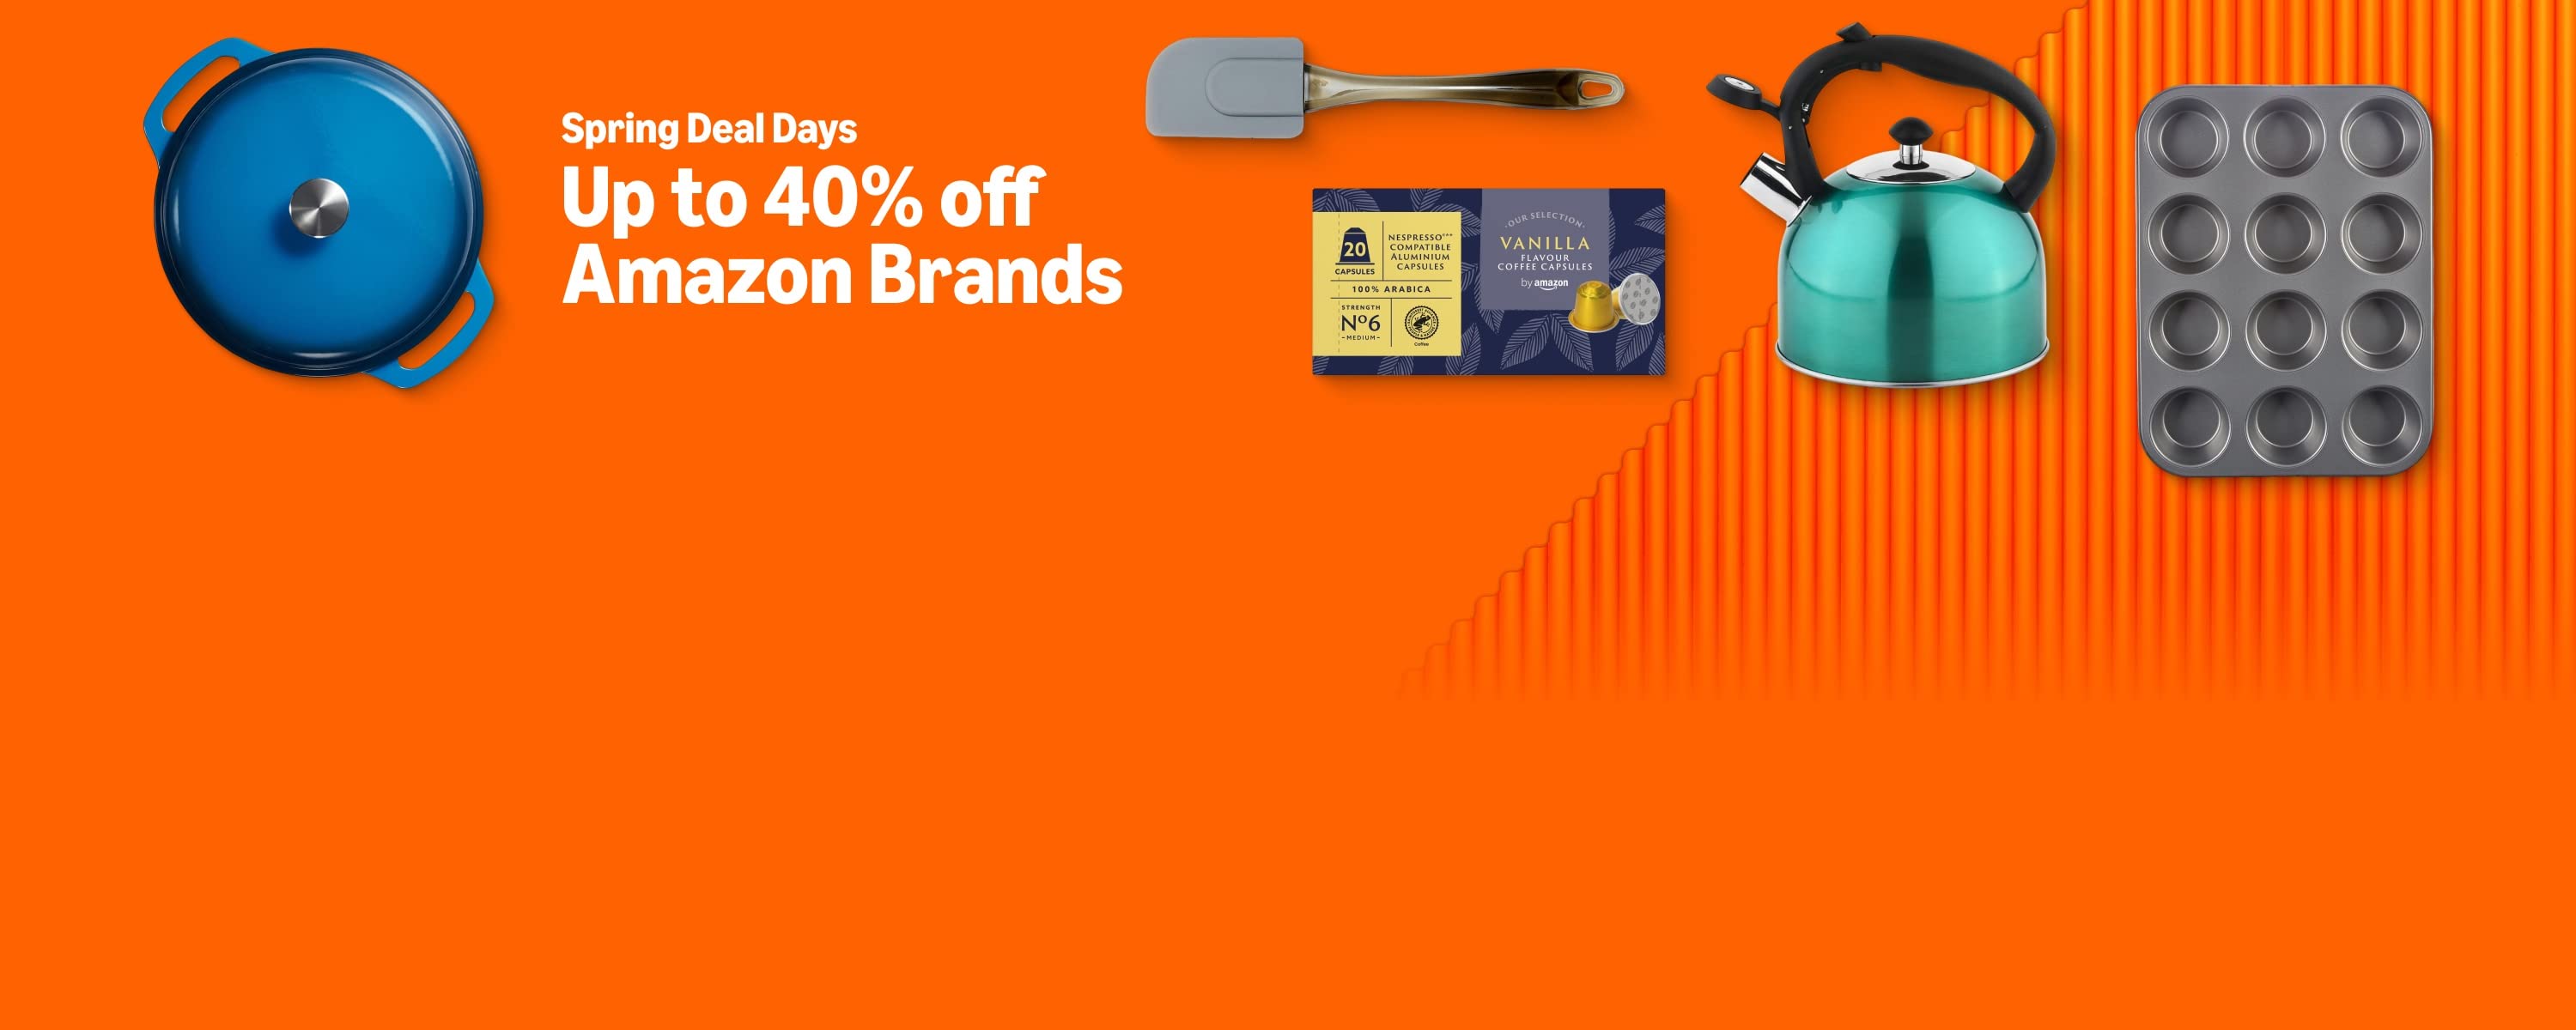 Spring Deal Days
Up to 40% off
Amazon Brands
20
CAPSULES
NESPRESSO
COMPATIBLE
ALUMINIUM
CAPSULES
100% ARABICA
STRENGTH
Nº6
-MEDIUM-
Coffee
·OUR SELECTION·
VANILLA
FLAVOUR
COFFEE CAPSULES
by amazon